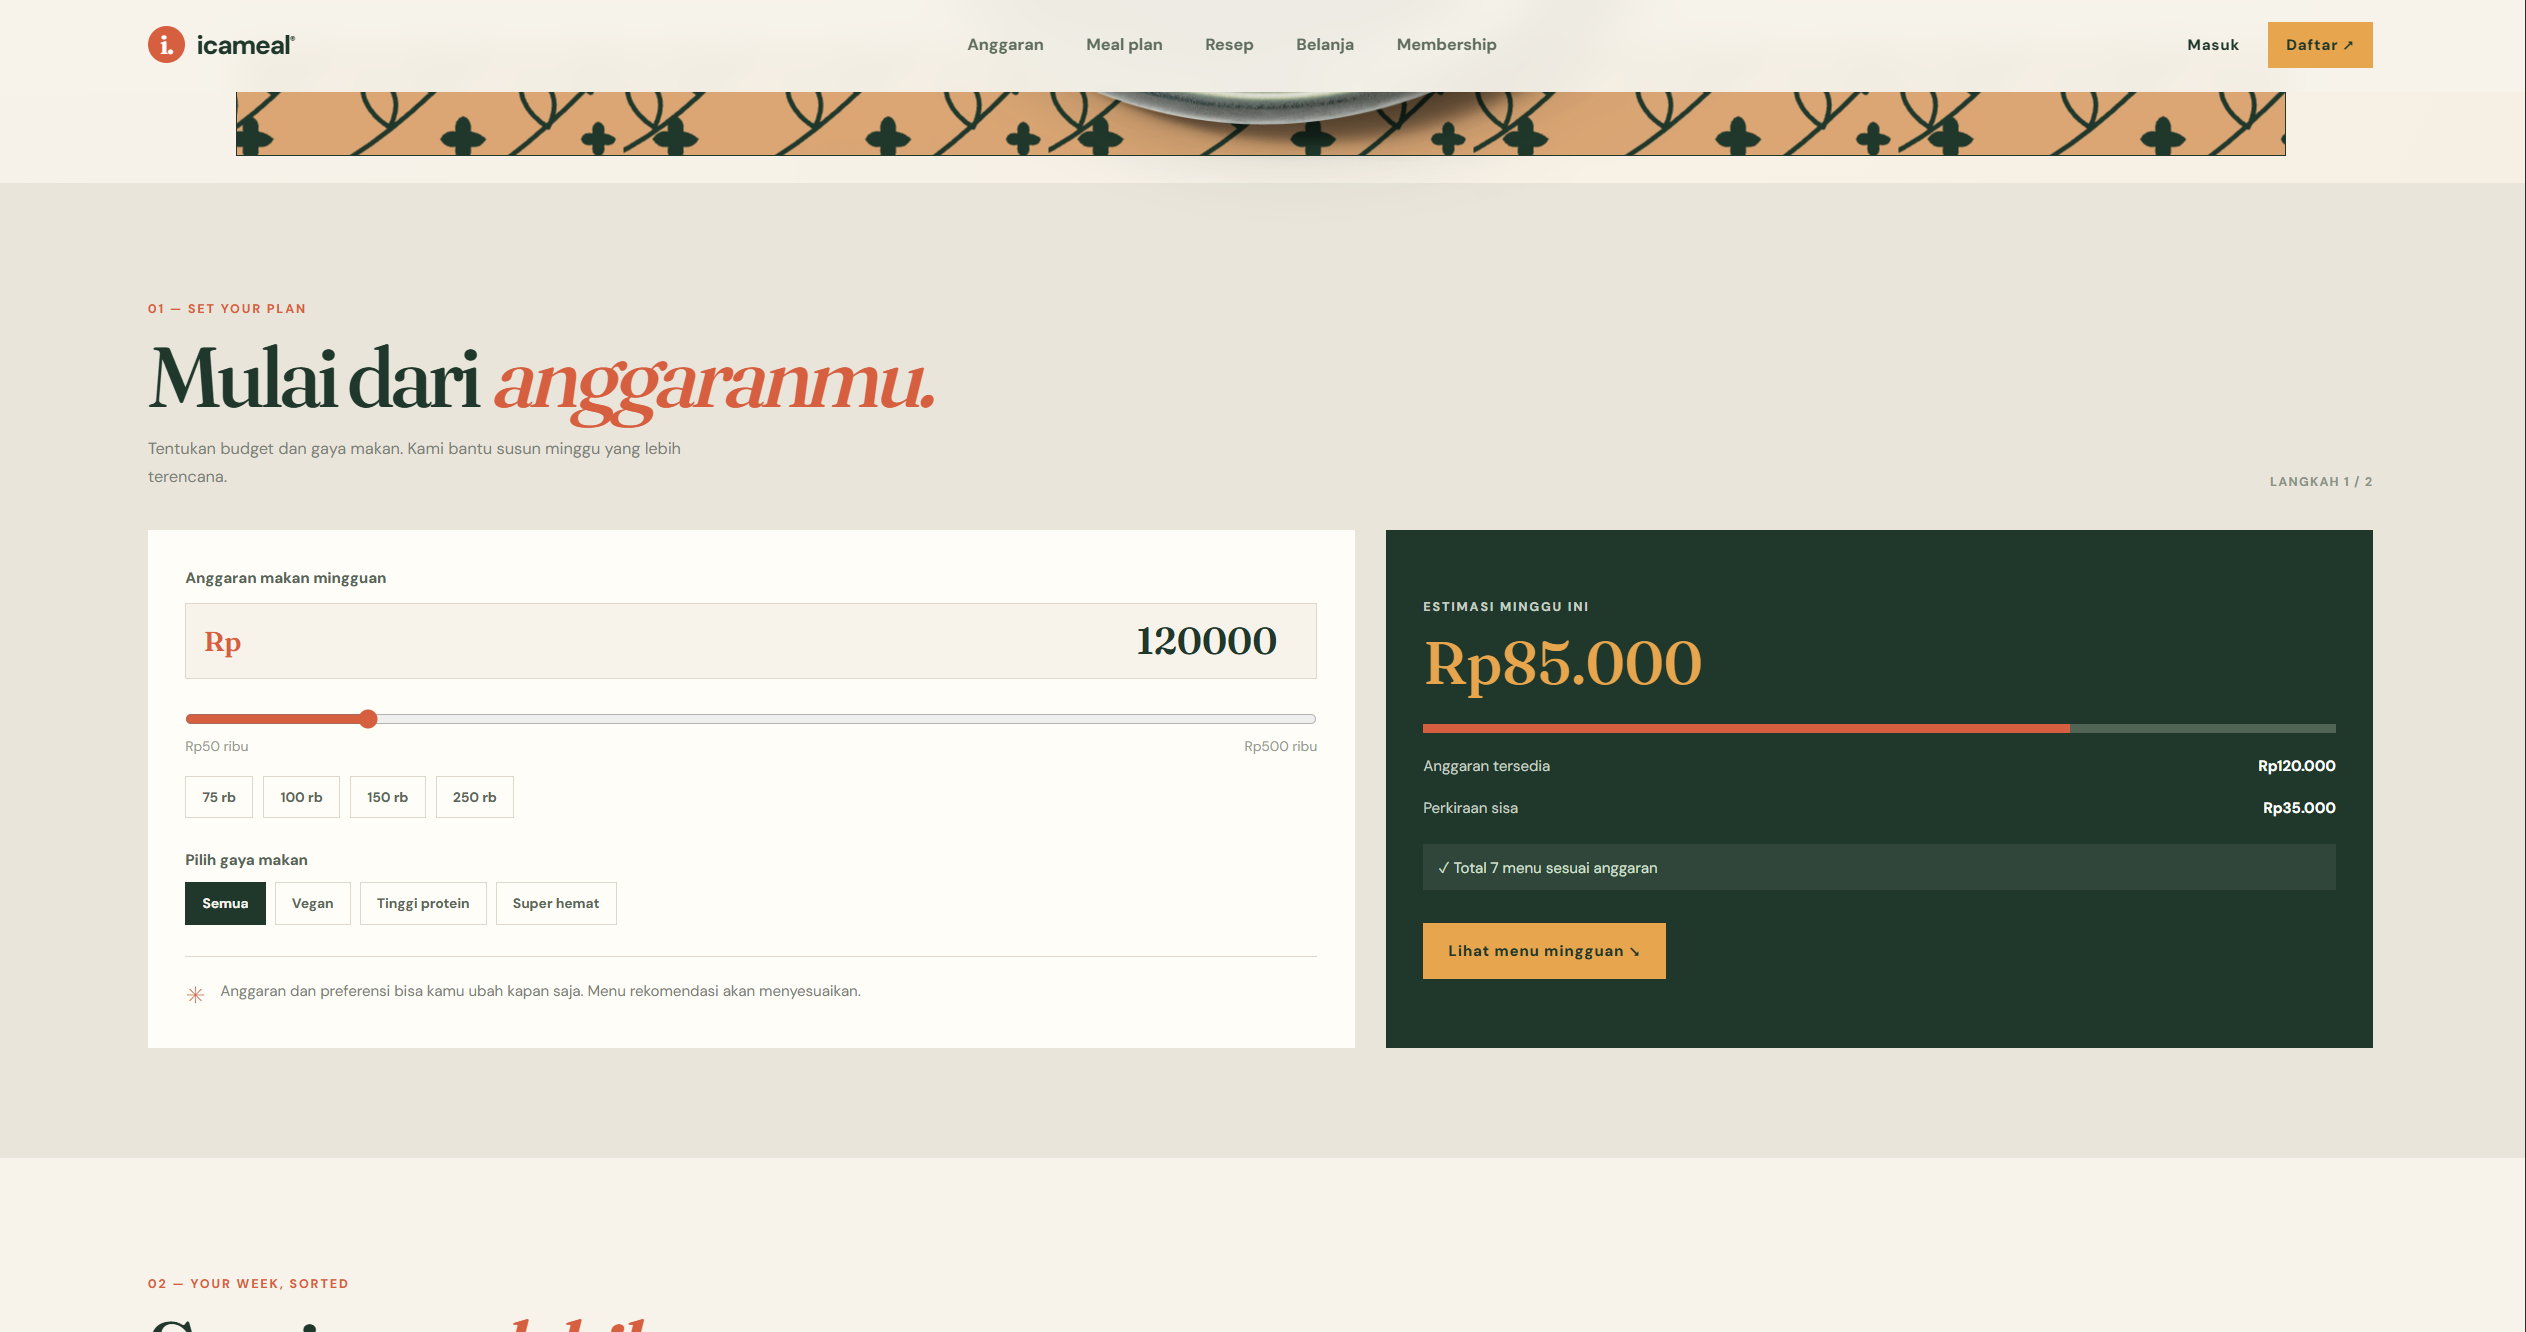 i. icameal®
Anggaran Meal plan Resep Belanja Membership
Masuk Daftar ↗
01 — SET YOUR PLAN
Mulai dari anggaranmu.
Tentukan budget dan gaya makan. Kami bantu susun minggu yang lebih
terencana.
LANGKAH 1 / 2
Anggaran makan mingguan
Rp 120000
Rp50 ribu Rp500 ribu
75 rb 100 rb 150 rb 250 rb
Pilih gaya makan
Semua Vegan Tinggi protein Super hemat
Anggaran dan preferensi bisa kamu ubah kapan saja. Menu rekomendasi akan menyesuaikan.
ESTIMASI MINGGU INI
Rp85.000
Anggaran tersedia Rp120.000
Perkiraan sisa Rp35.000
✓ Total 7 menu sesuai anggaran
Lihat menu mingguan ↘
02 — YOUR WEEK, SORTED